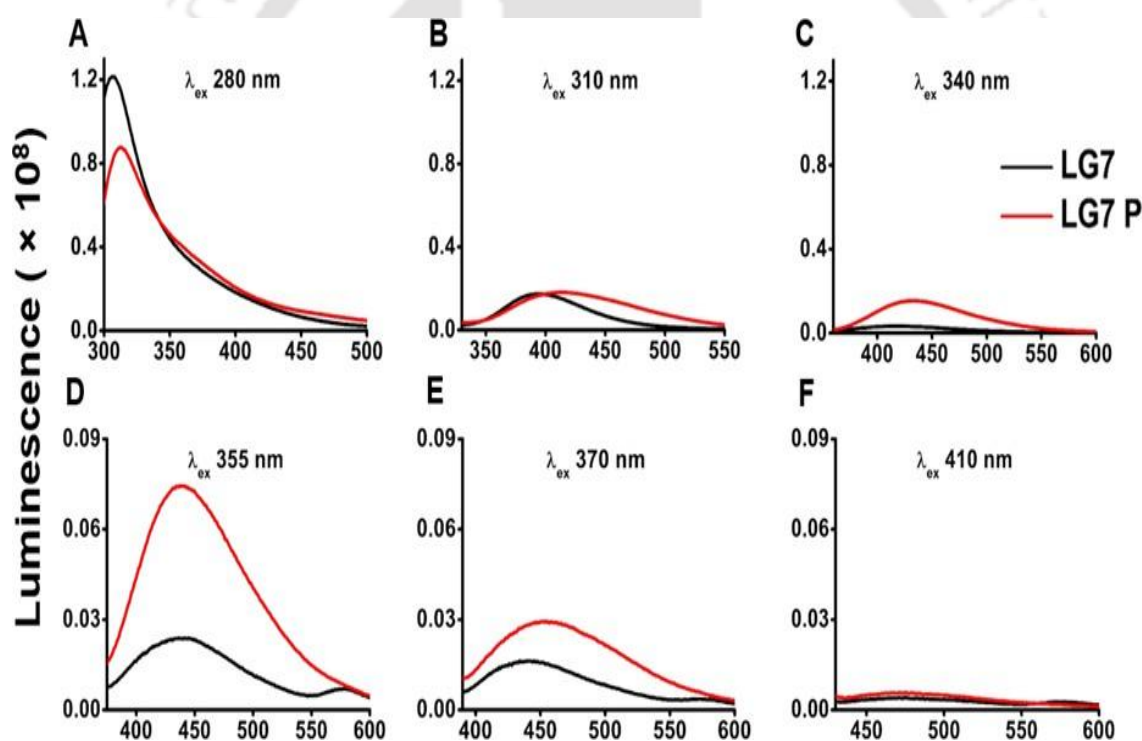 A
B
C
λex 280 nm
λex 310 nm
λex 340 nm
1.2
0.8
0.4
0.0
300 350 400 450 500
1.2
0.8
0.4
0.0
350 400 450 500 550
1.2
0.8
0.4
0.0
400 450 500 550 600
LG7
LG7 P
Luminescence ( × 10⁸)
D
E
F
λex 355 nm
λex 370 nm
λex 410 nm
0.09
0.06
0.03
0.00
400 450 500 550 600
0.09
0.06
0.03
0.00
400 450 500 550 600
0.09
0.06
0.03
0.00
450 500 550 600